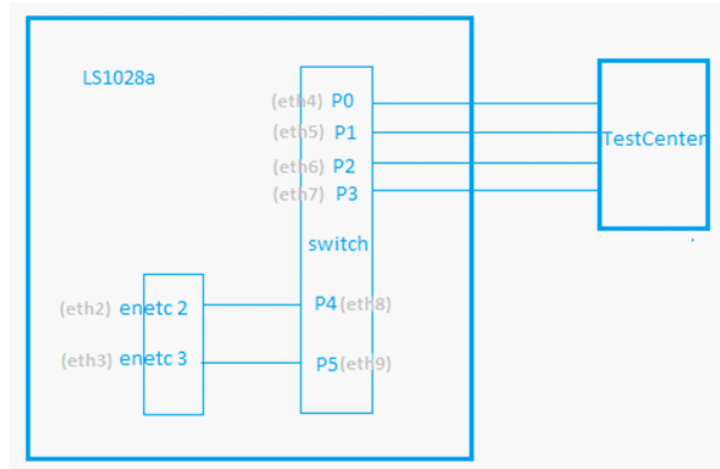 LS1028a
(eth4) P0
(eth5) P1
(eth6) P2
(eth7) P3
TestCenter
switch
(eth2) enetc 2
P4(eth8)
(eth3) enetc 3
P5(eth9)